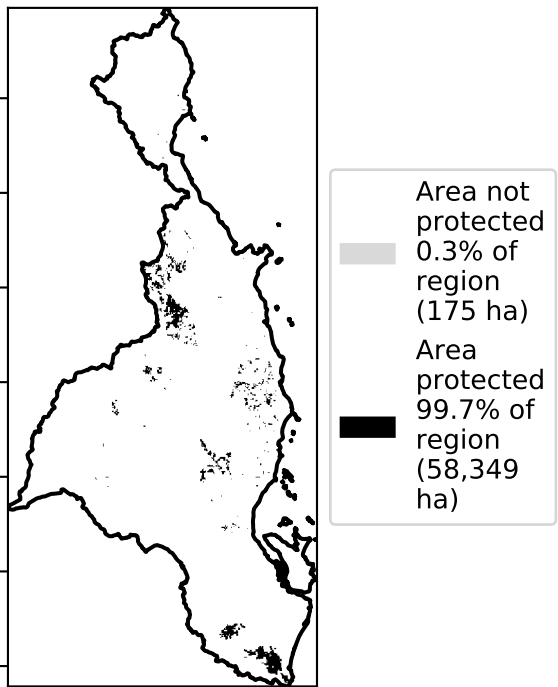 Area not
protected
0.3% of
region
(175 ha)
Area
protected
99.7% of
region
(58,349
ha)